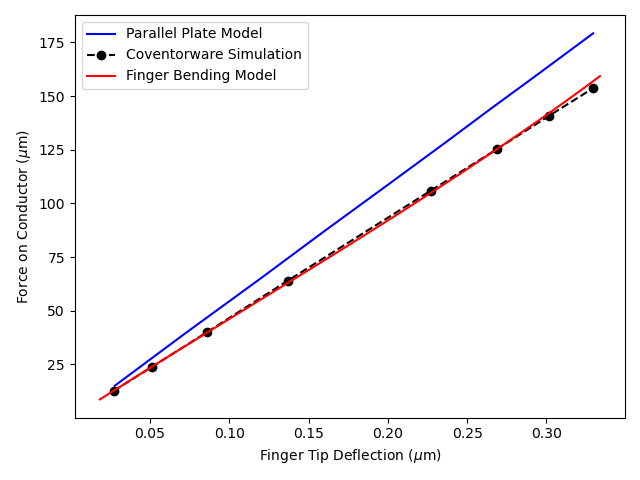 Parallel Plate Model
Coventorware Simulation
Finger Bending Model
Force on Conductor (μm)
175
150
125
100
75
50
25
0.05 0.10 0.15 0.20 0.25 0.30
Finger Tip Deflection (μm)